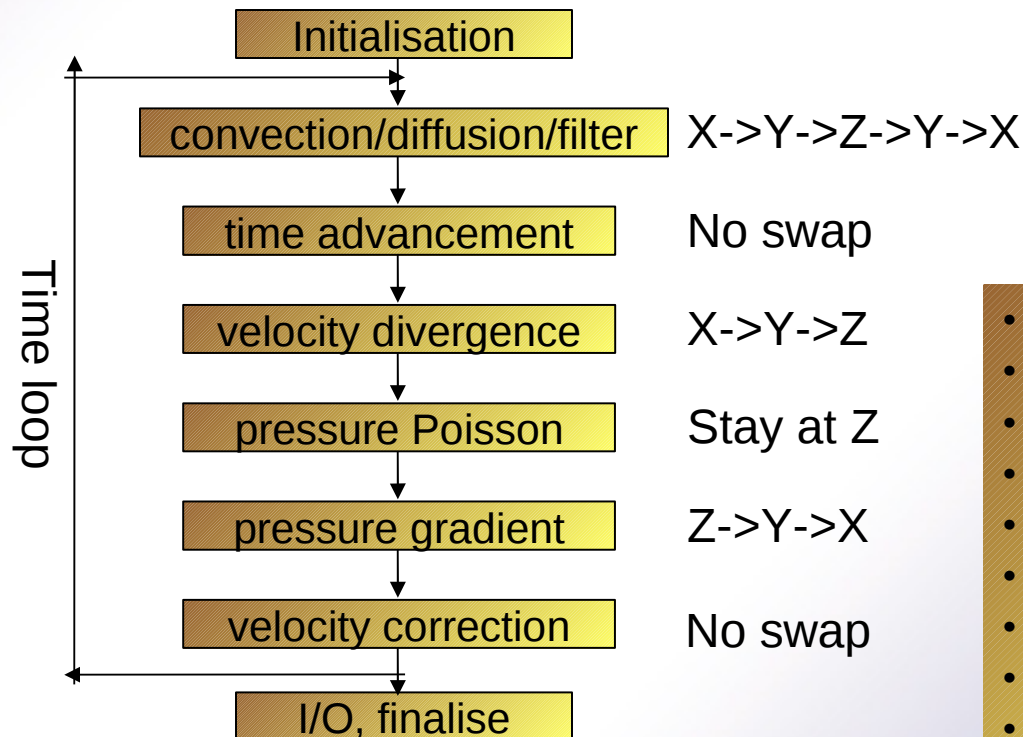 Initialisation
convection/diffusion/filter X->Y->Z->Y->X
time advancement No swap
velocity divergence X->Y->Z
pressure Poisson Stay at Z
pressure gradient Z->Y->X
velocity correction No swap
I/O, finalise
Time loop